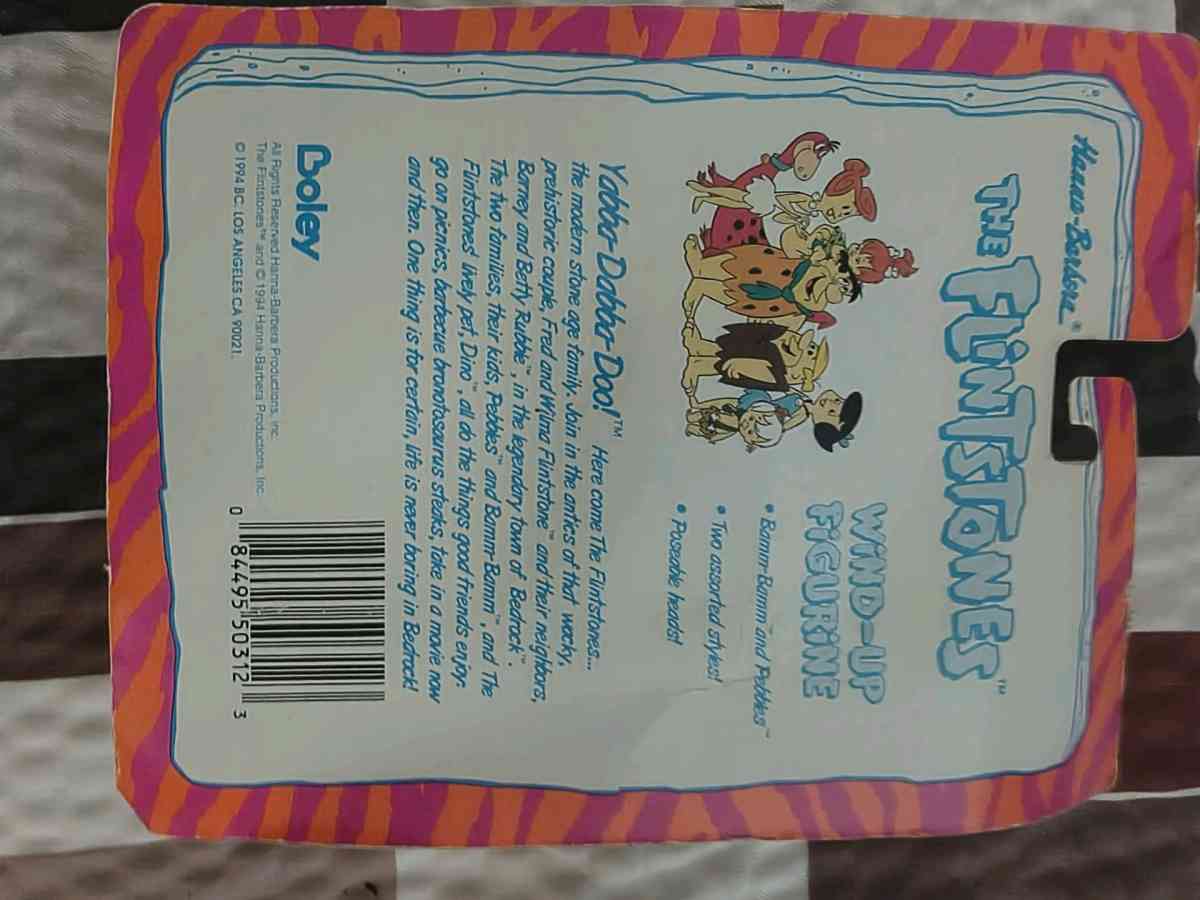 Hanna-Barbera®
THE FLINTSTONES™
WIND-UP
FIGURINE
• Bamm-Bamm™ and Pebbles™
• Two assorted styles!
• Poseable heads!
Yabba-Dabba-Doo!™ Here come The Flintstones...
the modern stone age family. Join in the antics of that wacky,
prehistoric couple, Fred and Wilma Flintstone™ and their neighbors,
Barney and Betty Rubble™, in the legendary town of Bedrock™.
The two families, their kids, Pebbles™ and Bamm-Bamm™, and The
Flintstones' lively pet, Dino™, all do the things good friends enjoy:
go on picnics, barbecue brontosaurus steaks, take in a movie now
and then. One thing is for certain, life is never boring in Bedrock!
Boley
All Rights Reserved Hanna-Barbera Productions, Inc.
The Flintstones™ and © 1994 Hanna-Barbera Productions, Inc.
© 1994 BC, LOS ANGELES CA 90021.
0 84495 50312 3